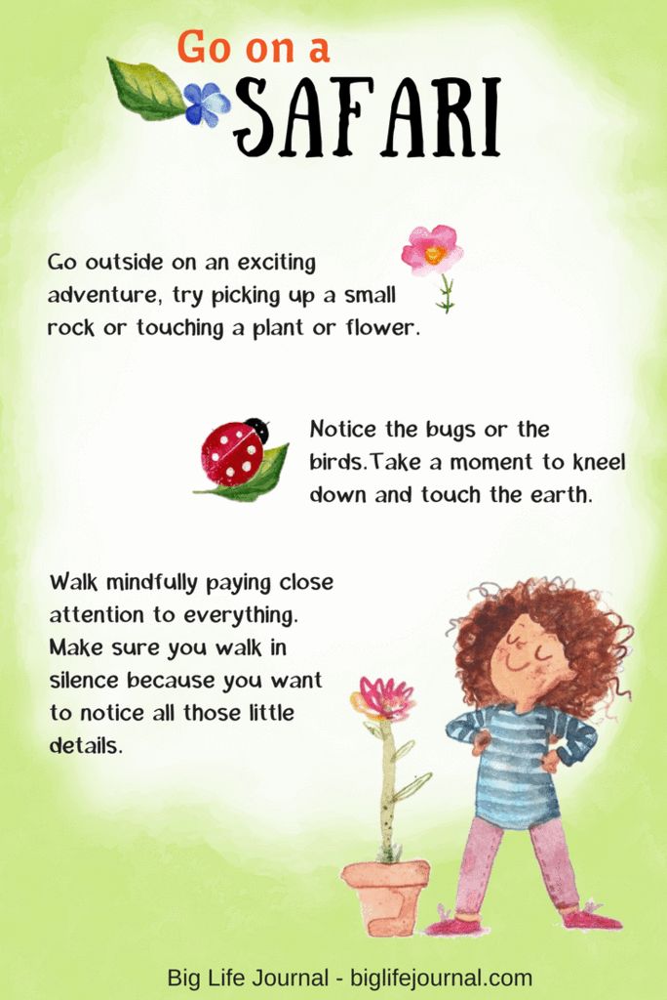 Go on a
SAFARI
Go outside on an exciting
adventure, try picking up a small
rock or touching a plant or flower.
Notice the bugs or the
birds.Take a moment to kneel
down and touch the earth.
Walk mindfully paying close
attention to everything.
Make sure you walk in
silence because you want
to notice all those little
details.
Big Life Journal - biglifejournal.com